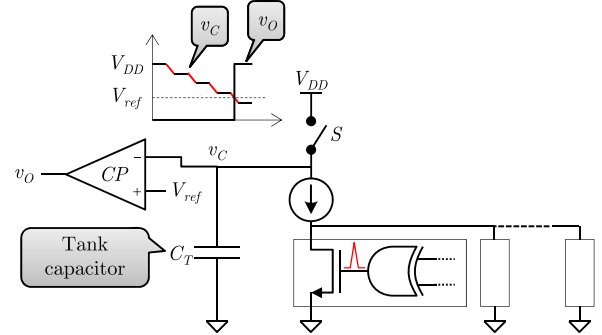 v_C
v_O
V_DD
V_ref
V_DD
S
v_C
v_O
CP
−
+
V_ref
Tank
capacitor
C_T